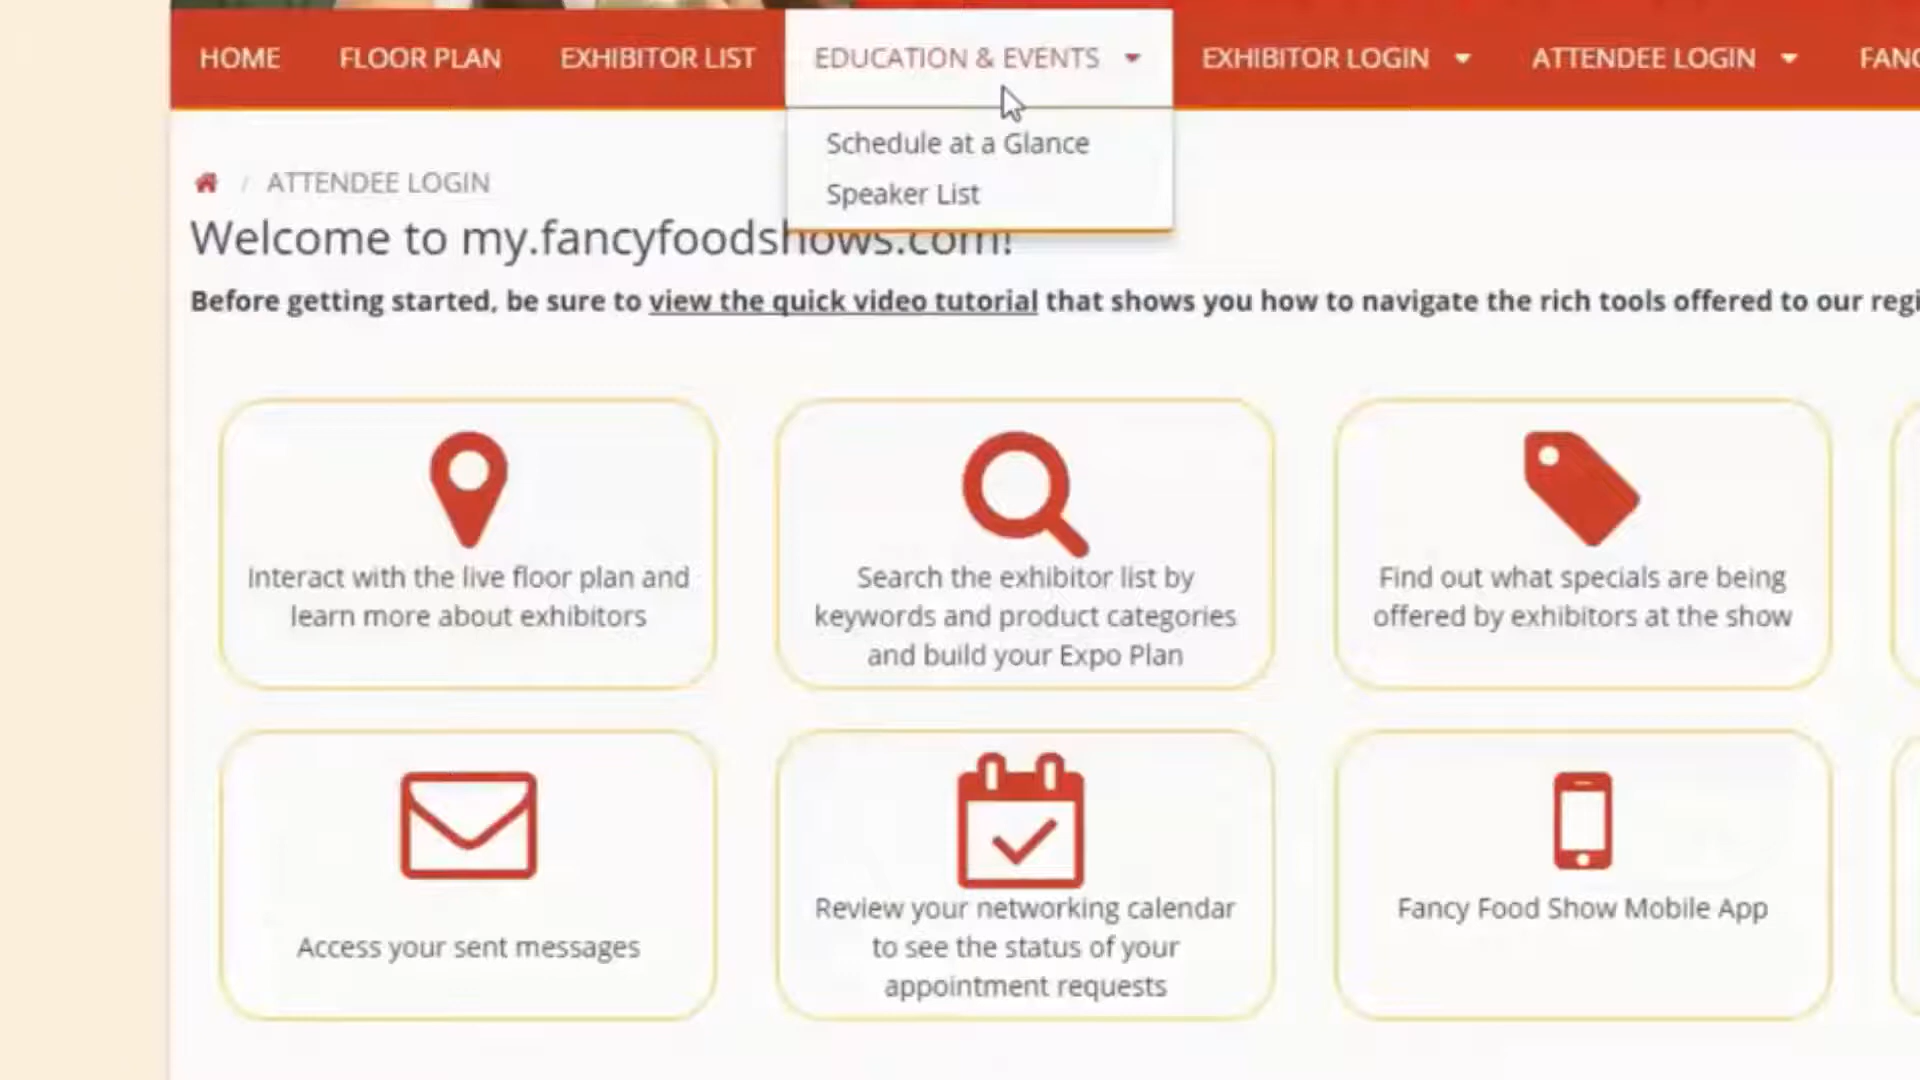 HOME FLOOR PLAN EXHIBITOR LIST EDUCATION & EVENTS EXHIBITOR LOGIN ATTENDEE LOGIN
Schedule at a Glance
Speaker List
/ ATTENDEE LOGIN
Welcome to my.fancyfoodshows.com!
Before getting started, be sure to view the quick video tutorial that shows you how to navigate the rich tools offered to our
Interact with the live floor plan and
learn more about exhibitors
Search the exhibitor list by
keywords and product categories
and build your Expo Plan
Find out what specials are being
offered by exhibitors at the show
Access your sent messages
Review your networking calendar
to see the status of your
appointment requests
Fancy Food Show Mobile App